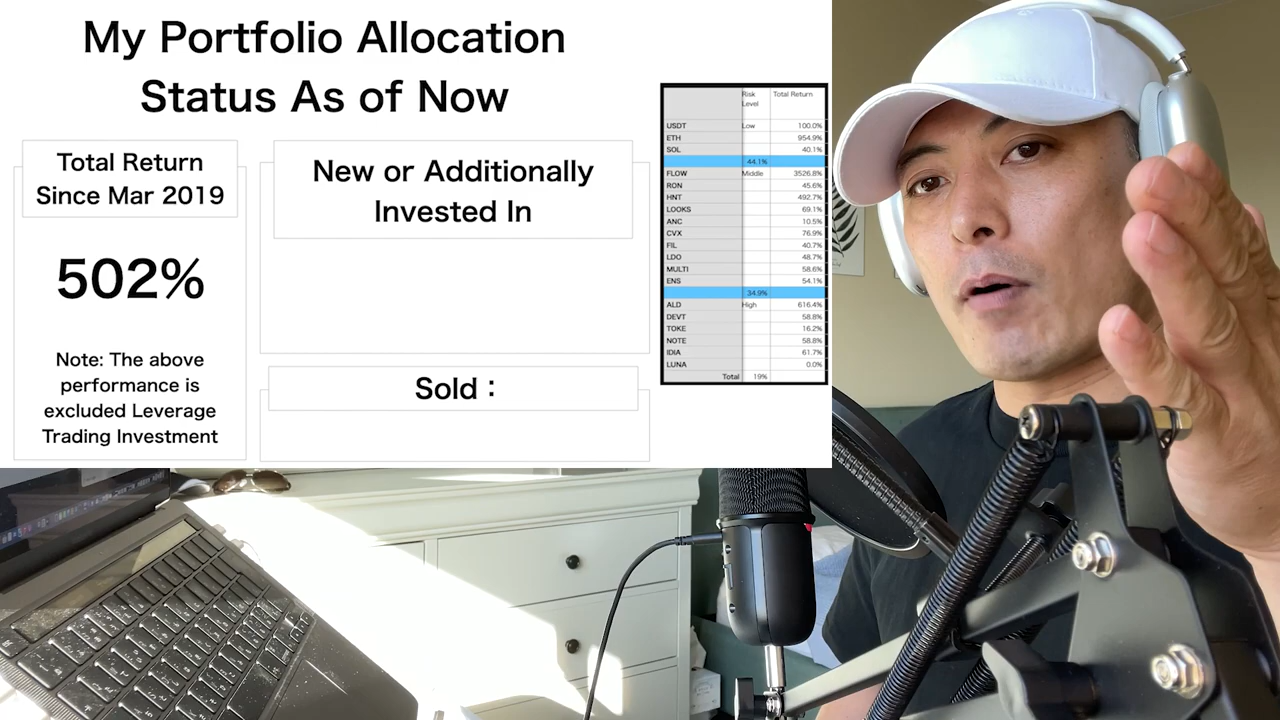 My Portfolio Allocation
Status As of Now
Total Return
Since Mar 2019
502%
Note: The above
performance is
excluded Leverage
Trading Investment
New or Additionally
Invested In
Sold :
Risk Level Total Return
USDT Low 100.0%
ETH 954.9%
SOL 40.1%
44.1%
FLOW Middle 3526.8%
RON 45.6%
HNT 492.7%
LOOKS 69.1%
ANC 10.5%
CVX 76.9%
FIL 40.7%
LDO 48.7%
MULTI 58.6%
ENS 54.1%
34.9%
ALD High 616.4%
DEVT 58.8%
TOKE 16.2%
NOTE 58.8%
IDIA 61.7%
LUNA 0.0%
Total 19%